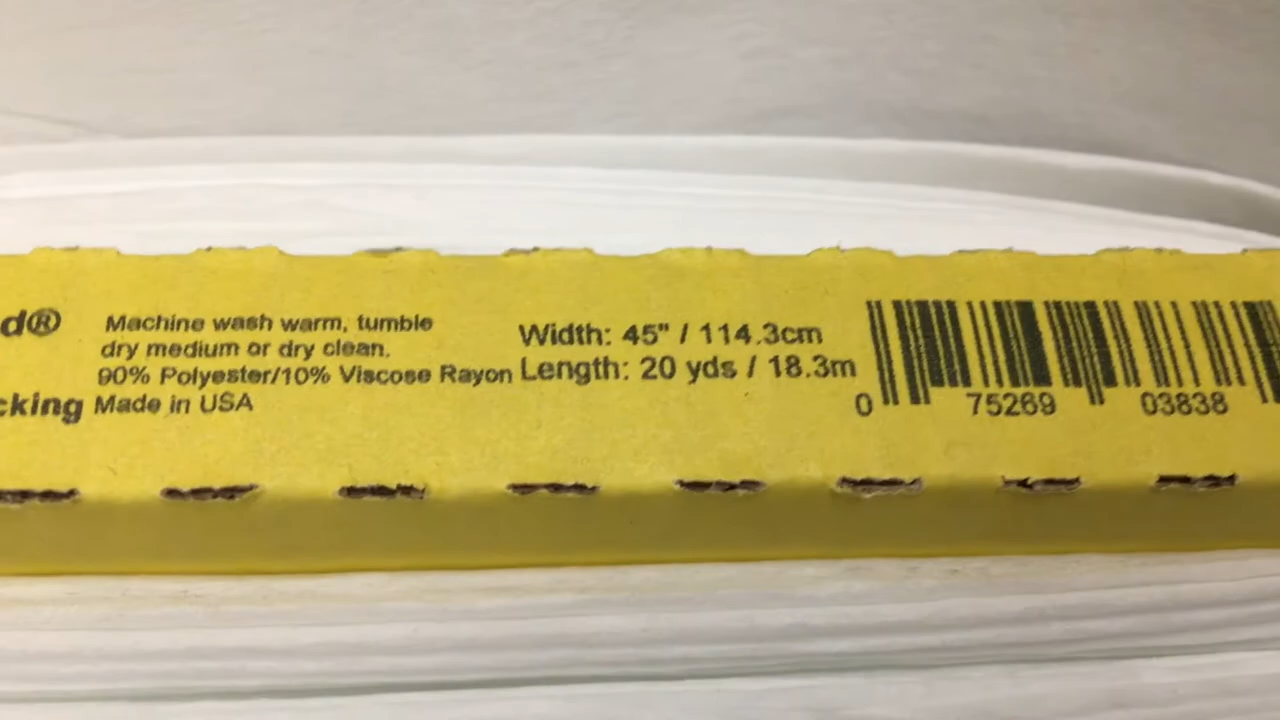 d®
cking
Machine wash warm, tumble
dry medium or dry clean.
90% Polyester/10% Viscose Rayon
Made in USA
Width: 45" / 114.3cm
Length: 20 yds / 18.3m
0 75269 03838